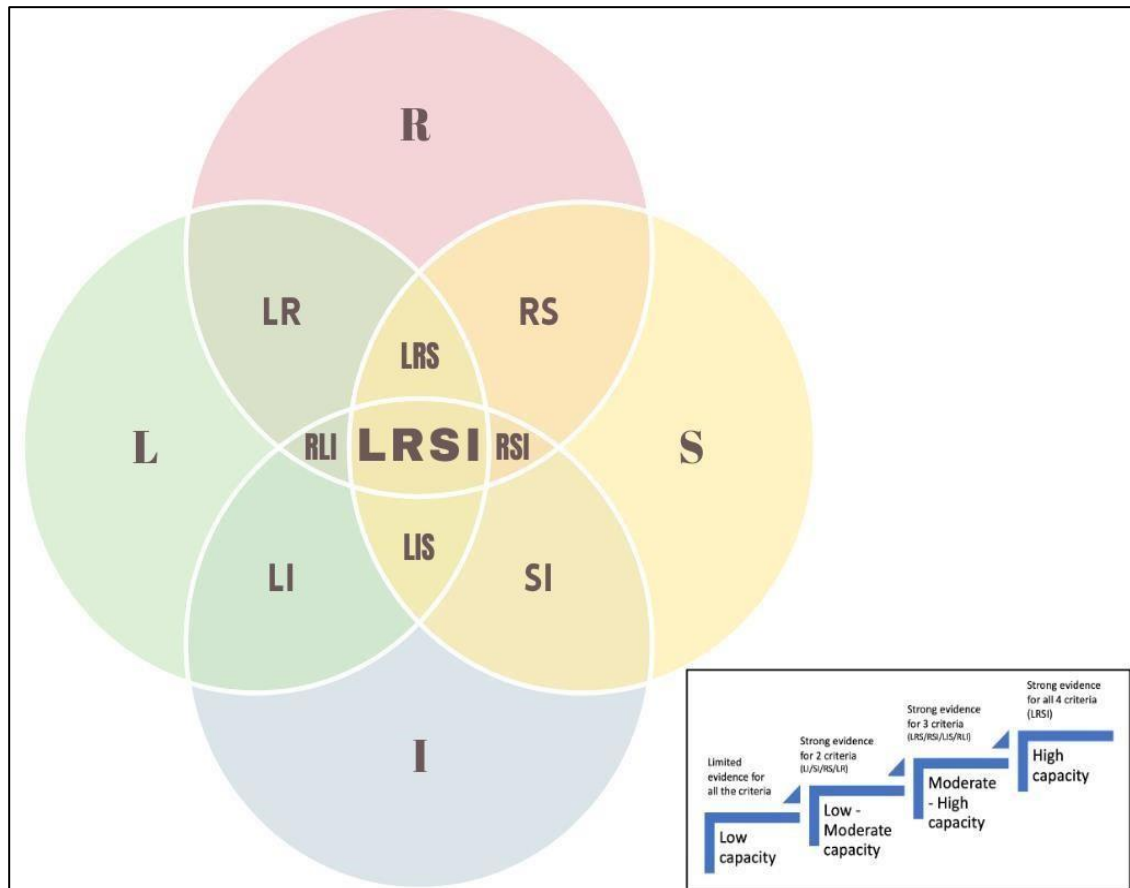 R
LR
RS
LRS
L
RLI
LRSI
RSI
S
LIS
LI
SI
I
Limited
evidence for
all the criteria
Low
capacity
Strong evidence
for 2 criteria
(LI/SI/RS/LR)
Low -
Moderate
capacity
Strong evidence
for 3 criteria
(LRS/RSI/LIS/RLI)
Moderate
- High
capacity
Strong evidence
for all 4 criteria
(LRSI)
High
capacity